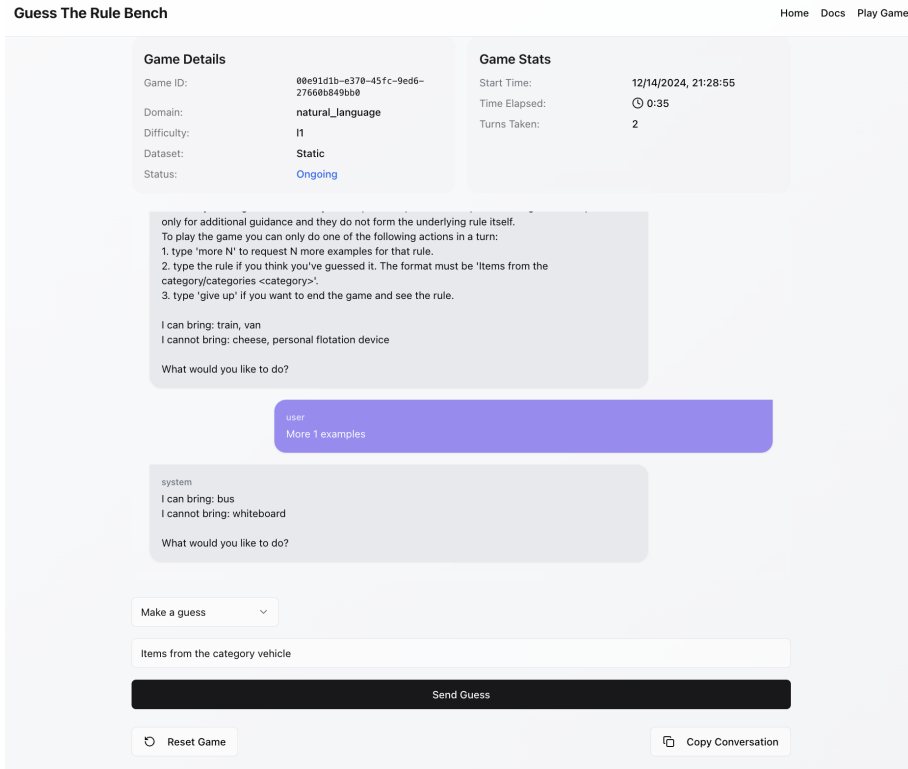 Guess The Rule Bench
Home Docs Play Game
Game Details
Game ID: 00e91d1b-e370-45fc-9ed6-
27660b849bb0
Domain: natural_language
Difficulty: l1
Dataset: Static
Status: Ongoing
Game Stats
Start Time: 12/14/2024, 21:28:55
Time Elapsed: 0:35
Turns Taken: 2
only for additional guidance and they do not form the underlying rule itself.
To play the game you can only do one of the following actions in a turn:
1. type 'more N' to request N more examples for that rule.
2. type the rule if you think you've guessed it. The format must be 'Items from the
category/categories <category>'.
3. type 'give up' if you want to end the game and see the rule.
I can bring: train, van
I cannot bring: cheese, personal flotation device
What would you like to do?
user
More 1 examples
system
I can bring: bus
I cannot bring: whiteboard
What would you like to do?
Make a guess
Items from the category vehicle
Send Guess
Reset Game
Copy Conversation